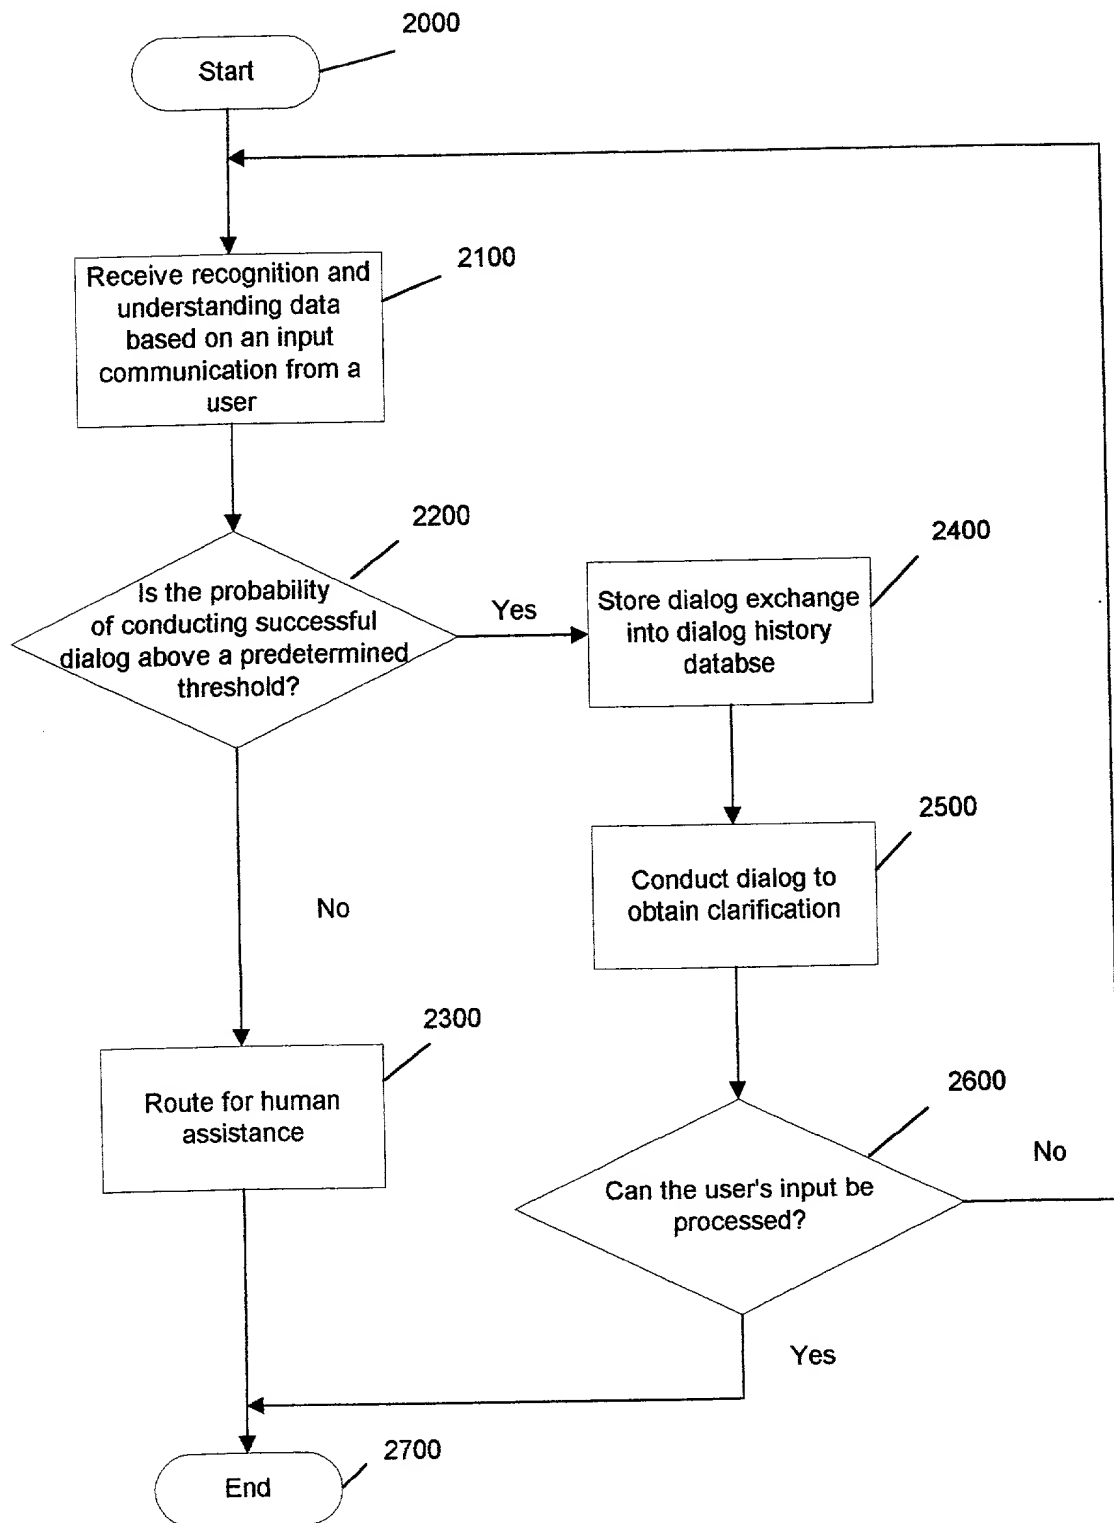 2000
Start
2100
Receive recognition and
understanding data
based on an input
communication from a
user
2200
Is the probability
of conducting successful
dialog above a predetermined
threshold?
Yes
2400
Store dialog exchange
into dialog history
databse
2500
Conduct dialog to
obtain clarification
No
2300
Route for human
assistance
2600
Can the user's input be
processed?
No
Yes
2700
End